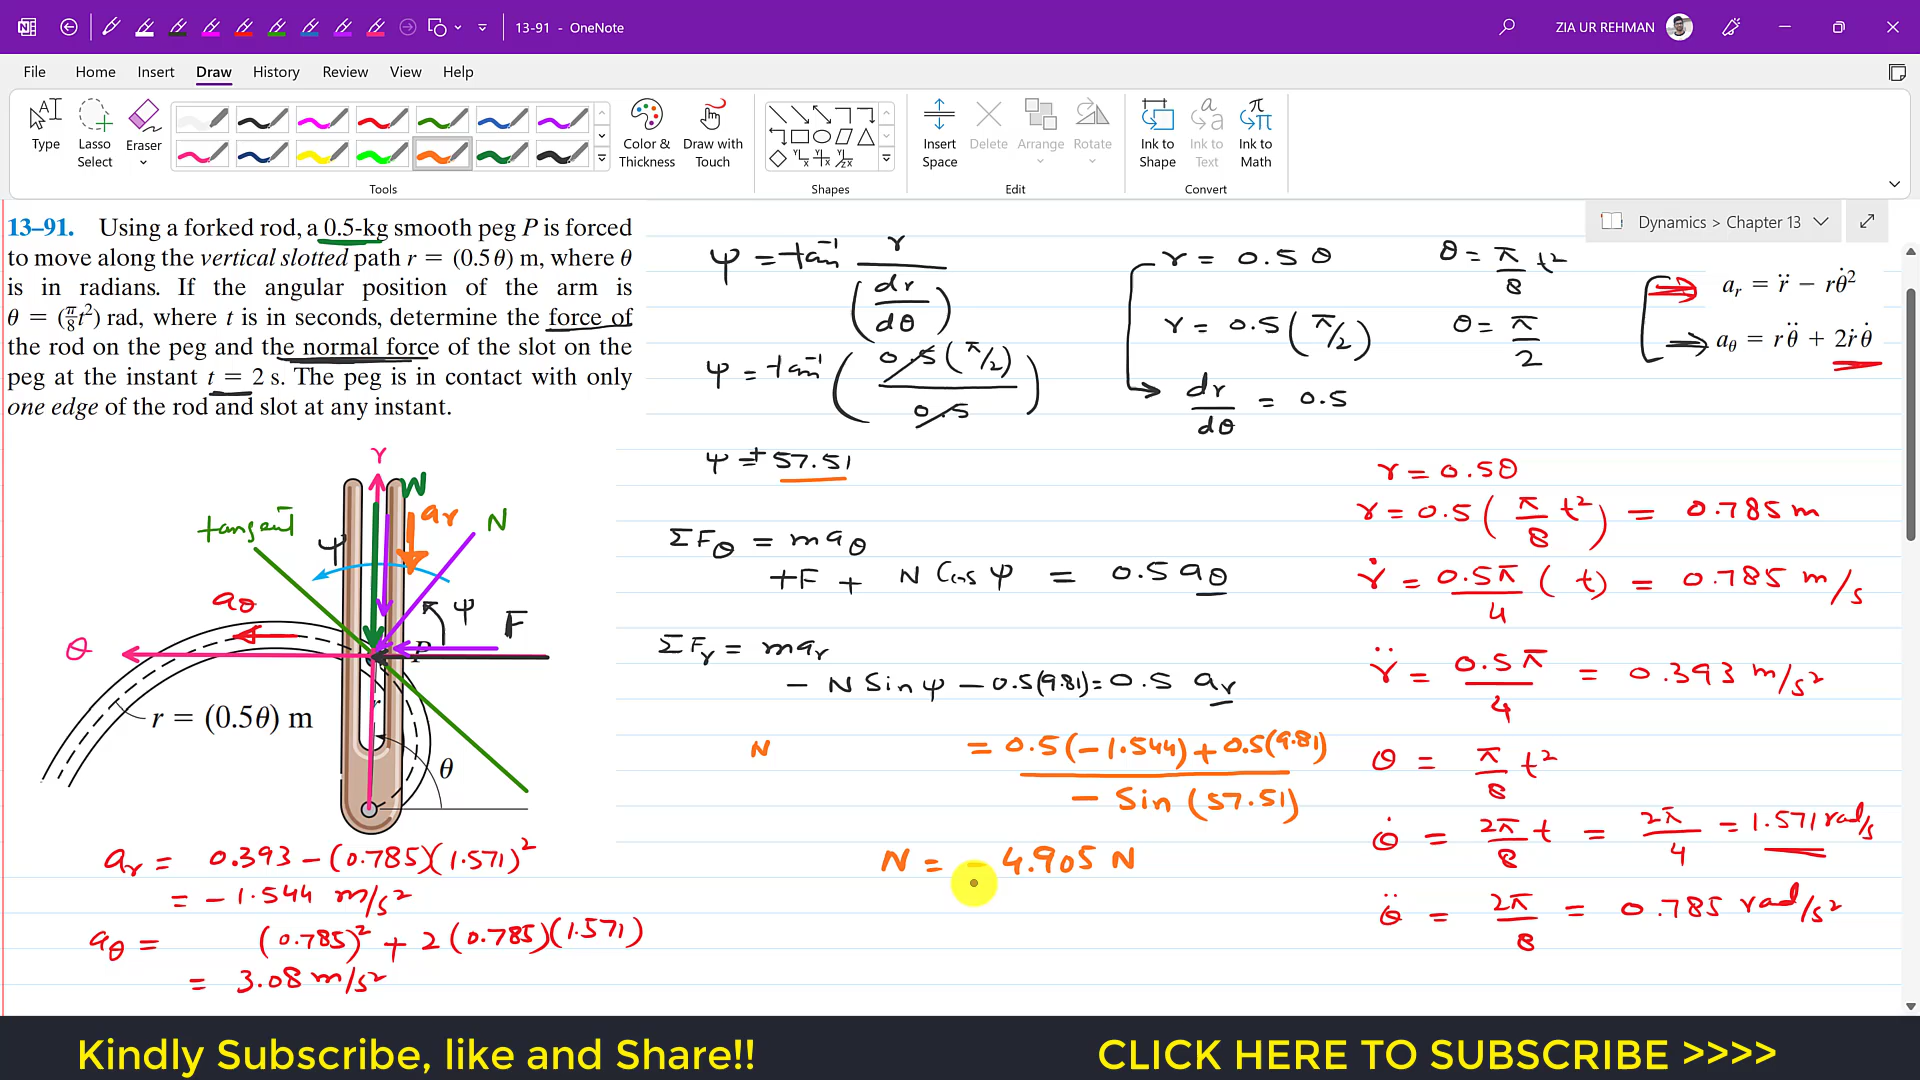 13-91 - OneNote
ZIA UR REHMAN
File Home Insert Draw History Review View Help
Type
Lasso Select
Eraser
Color & Thickness
Draw with Touch
Insert Space
Delete
Arrange
Rotate
Ink to Shape
Ink to Text
Ink to Math
Tools
Shapes
Edit
Convert
Dynamics > Chapter 13
13–91. Using a forked rod, a 0.5-kg smooth peg P is forced
to move along the vertical slotted path r = (0.5θ) m, where θ
is in radians. If the angular position of the arm is
θ = (π/8 t²) rad, where t is in seconds, determine the force of
the rod on the peg and the normal force of the slot on the
peg at the instant t = 2 s. The peg is in contact with only
one edge of the rod and slot at any instant.
r
W
ar
N
tangent
ψ
aθ
ψ
F
θ
P
r
r = (0.5θ) m
θ
ar = 0.393 - (0.785)(1.571)²
= -1.544 m/s²
aθ = (0.785)² + 2(0.785)(1.571)
= 3.08 m/s²
ψ = tan⁻¹ r / (dr/dθ)
ψ = tan⁻¹ (0.5(π/2) / 0.5)
ψ = + 57.51
ΣFθ = maθ
+F + N Cos ψ = 0.5 aθ
ΣFr = mar
- N Sin ψ - 0.5(9.81) = 0.5 ar
N = 0.5(-1.544) + 0.5(9.81) / - Sin (57.51)
N = - 4.905 N
r = 0.5 θ
r = 0.5 (π/2)
dr/dθ = 0.5
θ = π/8 t²
θ = π/2
ar = r̈ − rθ̇²
aθ = rθ̈ + 2ṙθ̇
r = 0.5θ
r = 0.5 (π/8 t²) = 0.785 m
ṙ = 0.5π/4 (t) = 0.785 m/s
r̈ = 0.5π/4 = 0.393 m/s²
θ = π/8 t²
θ̇ = 2π/8 t = 2π/4 = 1.571 rad/s
θ̈ = 2π/8 = 0.785 rad/s²
Kindly Subscribe, like and Share!!
CLICK HERE TO SUBSCRIBE >>>>